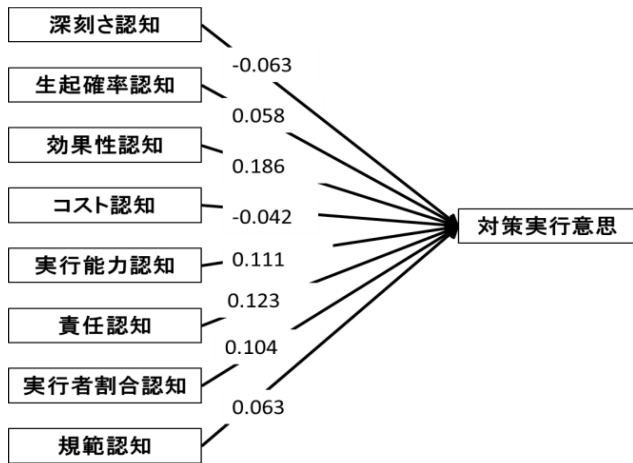 深刻さ認知
-0.063
生起確率認知
0.058
効果性認知
0.186
コスト認知
-0.042
対策実行意思
実行能力認知
0.111
責任認知
0.123
実行者割合認知
0.104
規範認知
0.063